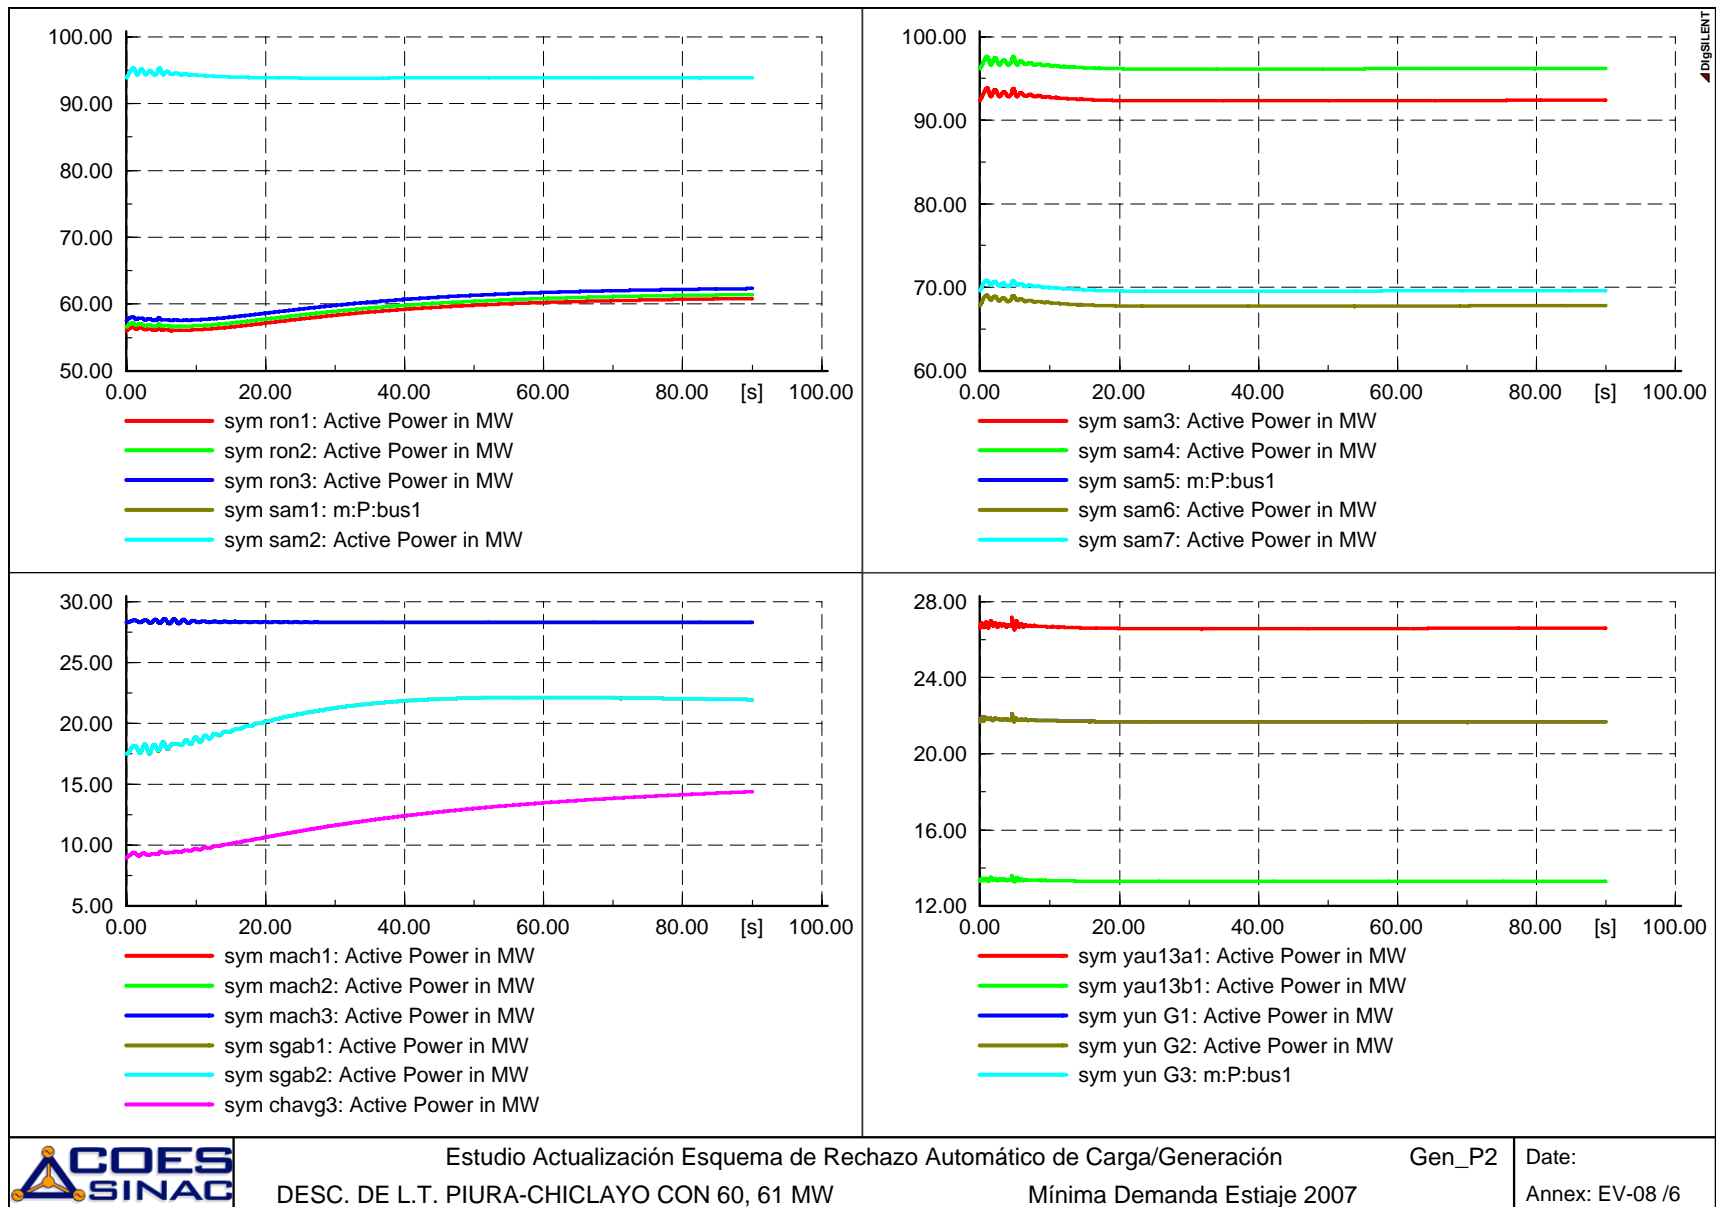 100.00
90.00
80.00
70.00
60.00
50.00
0.00 20.00 40.00 60.00 80.00 [s] 100.00
sym ron1: Active Power in MW
sym ron2: Active Power in MW
sym ron3: Active Power in MW
sym sam1: m:P:bus1
sym sam2: Active Power in MW
100.00
90.00
80.00
70.00
60.00
0.00 20.00 40.00 60.00 80.00 [s] 100.00
sym sam3: Active Power in MW
sym sam4: Active Power in MW
sym sam5: m:P:bus1
sym sam6: Active Power in MW
sym sam7: Active Power in MW
DIgSILENT
30.00
25.00
20.00
15.00
10.00
5.00
0.00 20.00 40.00 60.00 80.00 [s] 100.00
sym mach1: Active Power in MW
sym mach2: Active Power in MW
sym mach3: Active Power in MW
sym sgab1: Active Power in MW
sym sgab2: Active Power in MW
sym chavg3: Active Power in MW
28.00
24.00
20.00
16.00
12.00
0.00 20.00 40.00 60.00 80.00 [s] 100.00
sym yau13a1: Active Power in MW
sym yau13b1: Active Power in MW
sym yun G1: Active Power in MW
sym yun G2: Active Power in MW
sym yun G3: m:P:bus1
COES
SINAC
Estudio Actualización Esquema de Rechazo Automático de Carga/Generación Gen_P2
DESC. DE L.T. PIURA-CHICLAYO CON 60, 61 MW Mínima Demanda Estiaje 2007
Date:
Annex: EV-08 /6